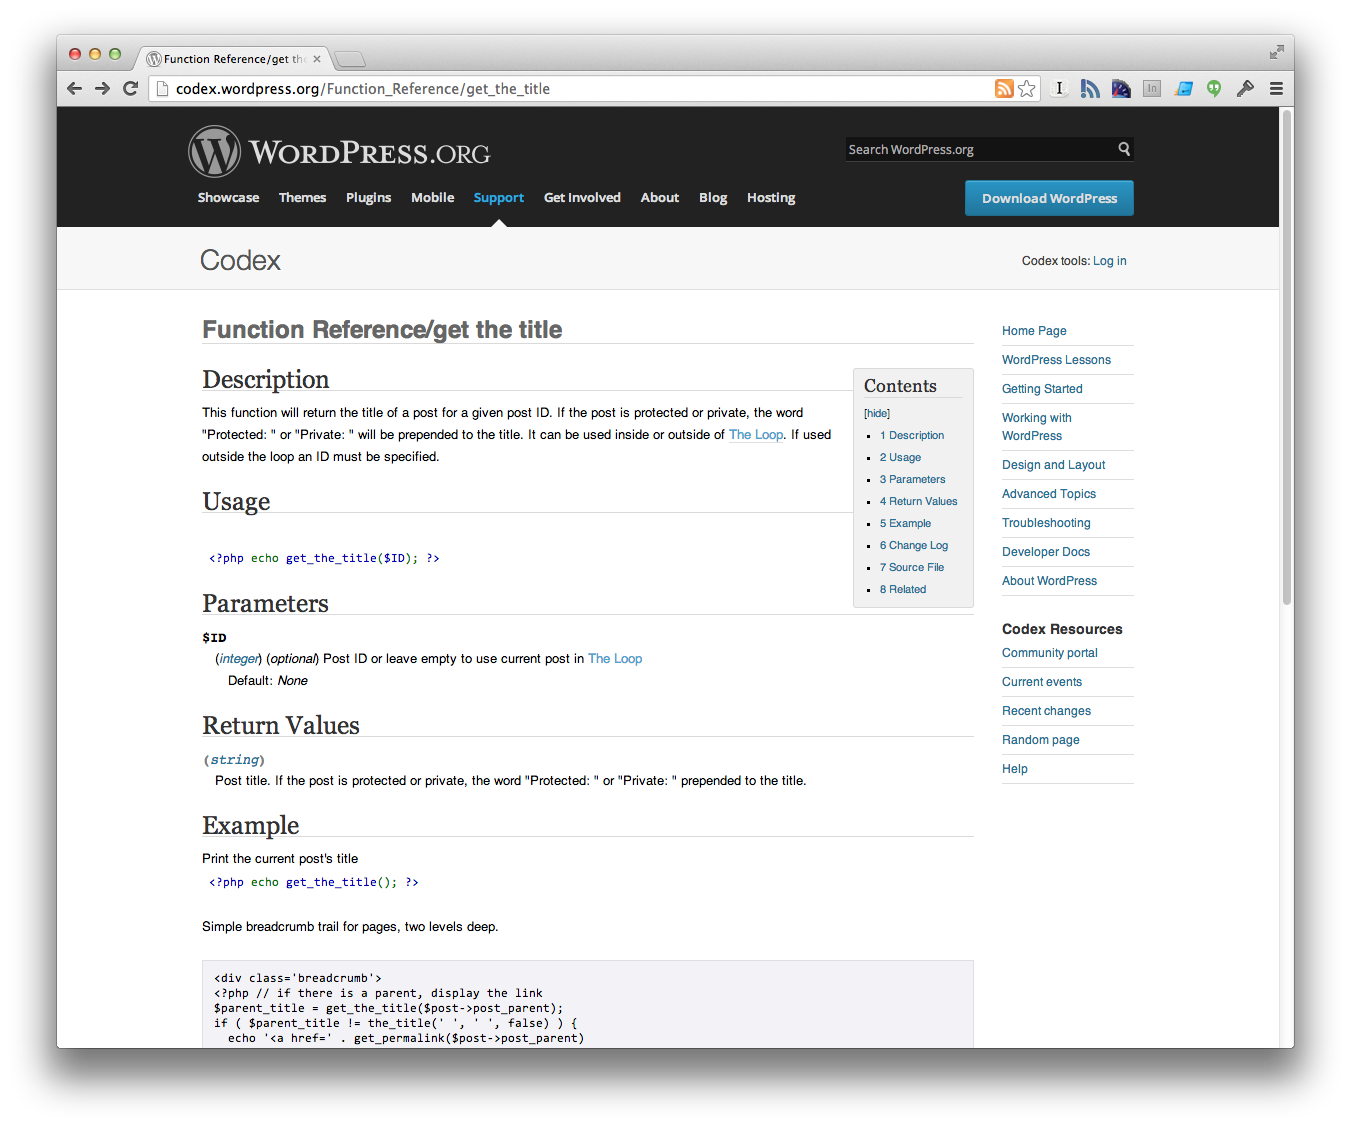 Function Reference/get th
codex.wordpress.org/Function_Reference/get_the_title
WORDPRESS.ORG
Search WordPress.org
Showcase Themes Plugins Mobile Support Get Involved About Blog Hosting
Download WordPress
Codex
Codex tools: Log in
Function Reference/get the title
Description
This function will return the title of a post for a given post ID. If the post is protected or private, the word
"Protected: " or "Private: " will be prepended to the title. It can be used inside or outside of The Loop. If used
outside the loop an ID must be specified.
Usage
<?php echo get_the_title($ID); ?>
Parameters
$ID
(integer) (optional) Post ID or leave empty to use current post in The Loop
Default: None
Return Values
(string)
Post title. If the post is protected or private, the word "Protected: " or "Private: " prepended to the title.
Example
Print the current post's title
<?php echo get_the_title(); ?>
Simple breadcrumb trail for pages, two levels deep.
<div class='breadcrumb'>
<?php // if there is a parent, display the link
$parent_title = get_the_title($post->post_parent);
if ( $parent_title != the_title(' ', ' ', false) ) {
echo '<a href=' . get_permalink($post->post_parent)
Contents
[hide]
1 Description
2 Usage
3 Parameters
4 Return Values
5 Example
6 Change Log
7 Source File
8 Related
Home Page
WordPress Lessons
Getting Started
Working with
WordPress
Design and Layout
Advanced Topics
Troubleshooting
Developer Docs
About WordPress
Codex Resources
Community portal
Current events
Recent changes
Random page
Help